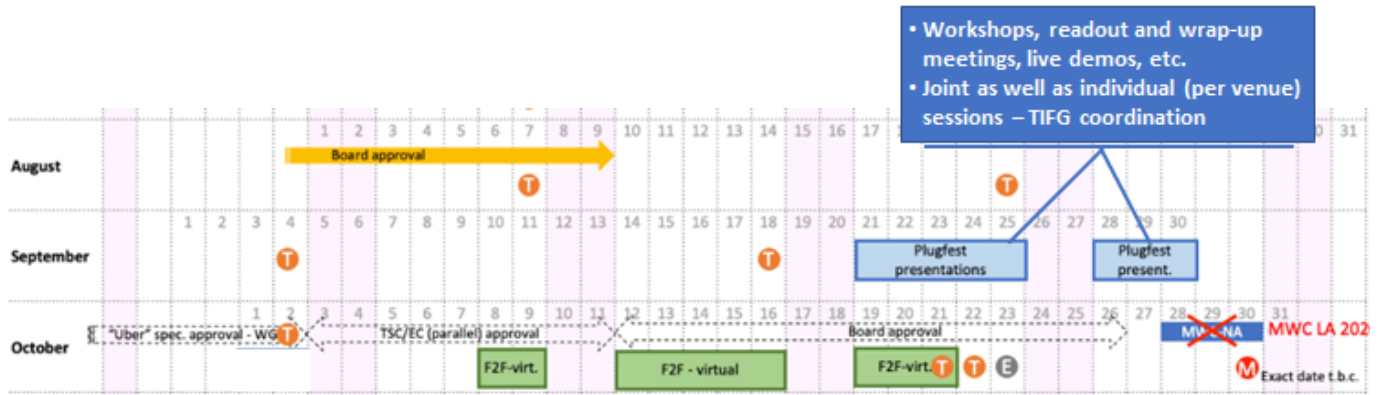 • Workshops, readout and wrap-up
meetings, live demos, etc.
• Joint as well as individual (per venue)
sessions – TIFG coordination
1 2 3 4 5 6 7 8 9 10 11 12 13 14 15 16 17 31
August
Board approval
T T
1 2 3 4 5 6 7 8 9 10 11 12 13 14 15 16 17 18 19 20 21 22 23 24 25 26 27 28 29 30
September
T T
Plugfest
presentations
Plugfest
present.
1 2 3 4 5 6 7 8 9 10 11 12 13 14 15 16 17 18 19 20 21 22 23 24 25 26 27 28 29 30 31
October
"Uber" spec. approval - WG T
TSC/EC (parallel) approval
Board approval
MWC-NA
MWC LA 202
F2F-virt.
F2F - virtual
F2F-virt. T T E
M Exact date t.b.c.